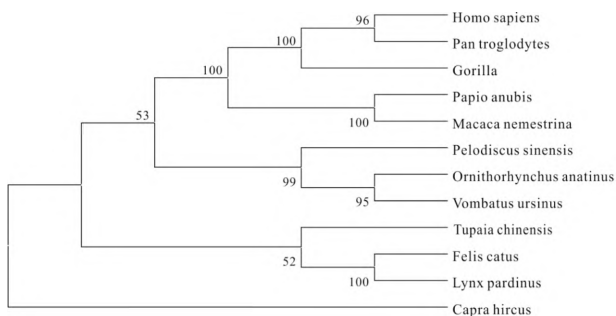 96
Homo sapiens
Pan troglodytes
100
Gorilla
100
Papio anubis
100
Macaca nemestrina
53
Pelodiscus sinensis
99
Ornithorhynchus anatinus
95
Vombatus ursinus
Tupaia chinensis
52
Felis catus
100
Lynx pardinus
Capra hircus